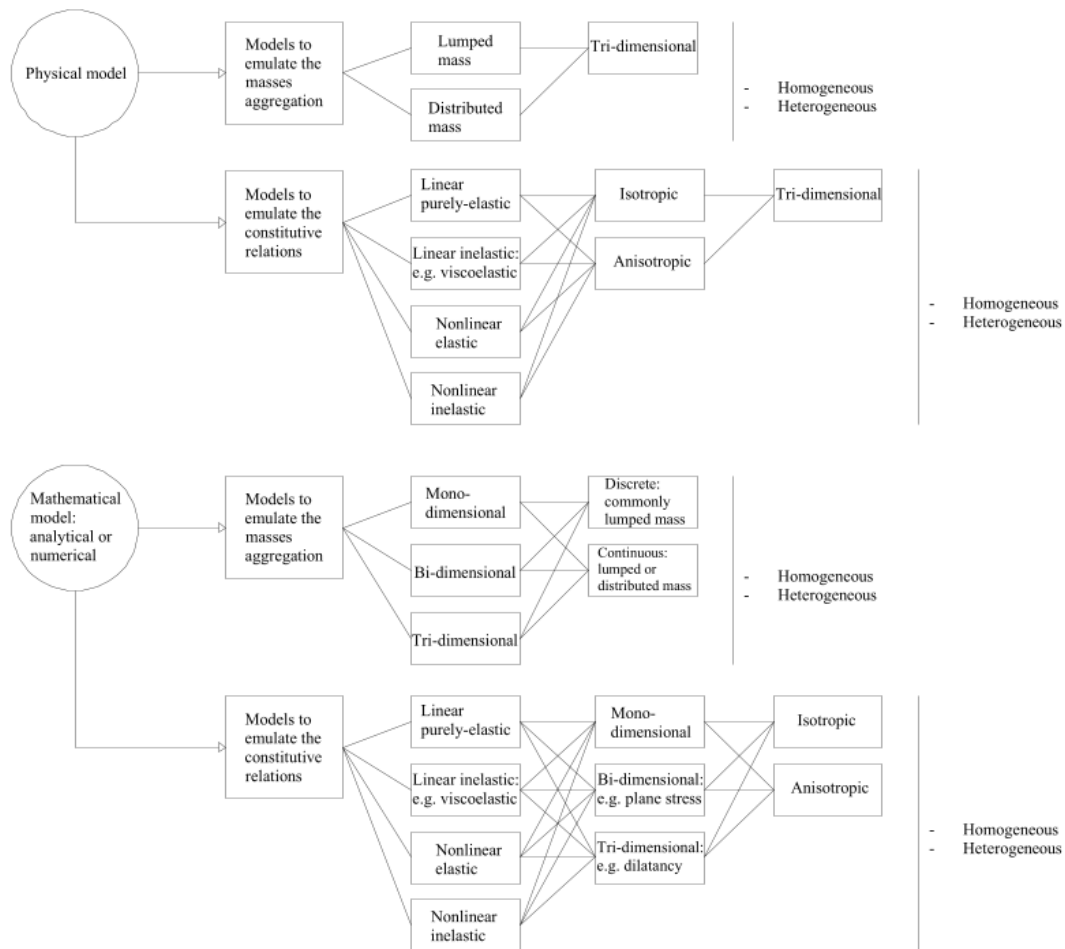 Physical model
Models to
emulate the
masses
aggregation
Lumped
mass
Distributed
mass
Tri-dimensional
- Homogeneous
- Heterogeneous
Models to
emulate the
constitutive
relations
Linear
purely-elastic
Linear inelastic:
e.g. viscoelastic
Nonlinear
elastic
Nonlinear
inelastic
Isotropic
Anisotropic
Tri-dimensional
- Homogeneous
- Heterogeneous
Mathematical
model:
analytical or
numerical
Models to
emulate the
masses
aggregation
Mono-
dimensional
Bi-dimensional
Tri-dimensional
Discrete:
commonly
lumped mass
Continuous:
lumped or
distributed mass
- Homogeneous
- Heterogeneous
Models to
emulate the
constitutive
relations
Linear
purely-elastic
Linear inelastic:
e.g. viscoelastic
Nonlinear
elastic
Nonlinear
inelastic
Mono-
dimensional
Bi-dimensional:
e.g. plane stress
Tri-dimensional:
e.g. dilatancy
Isotropic
Anisotropic
- Homogeneous
- Heterogeneous